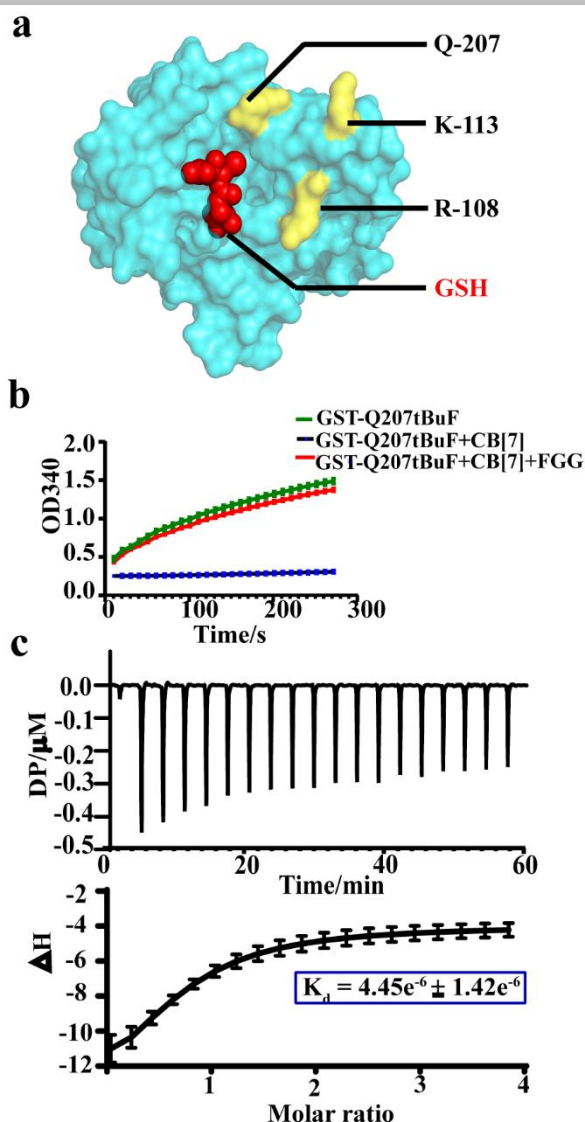 a
Q-207
K-113
R-108
GSH
b
GST-Q207tBuF
GST-Q207tBuF+CB[7]
GST-Q207tBuF+CB[7]+FGG
2.0
1.5
1.0
0.5
0.0
OD340
0 100 200 300
Time/s
c
0.0
-0.1
-0.2
-0.3
-0.4
-0.5
DP/μM
0 20 40 60
Time/min
-2
-4
-6
-8
-10
-12
ΔH
K_d = 4.45e⁻⁶ ± 1.42e⁻⁶
1 2 3 4
Molar ratio